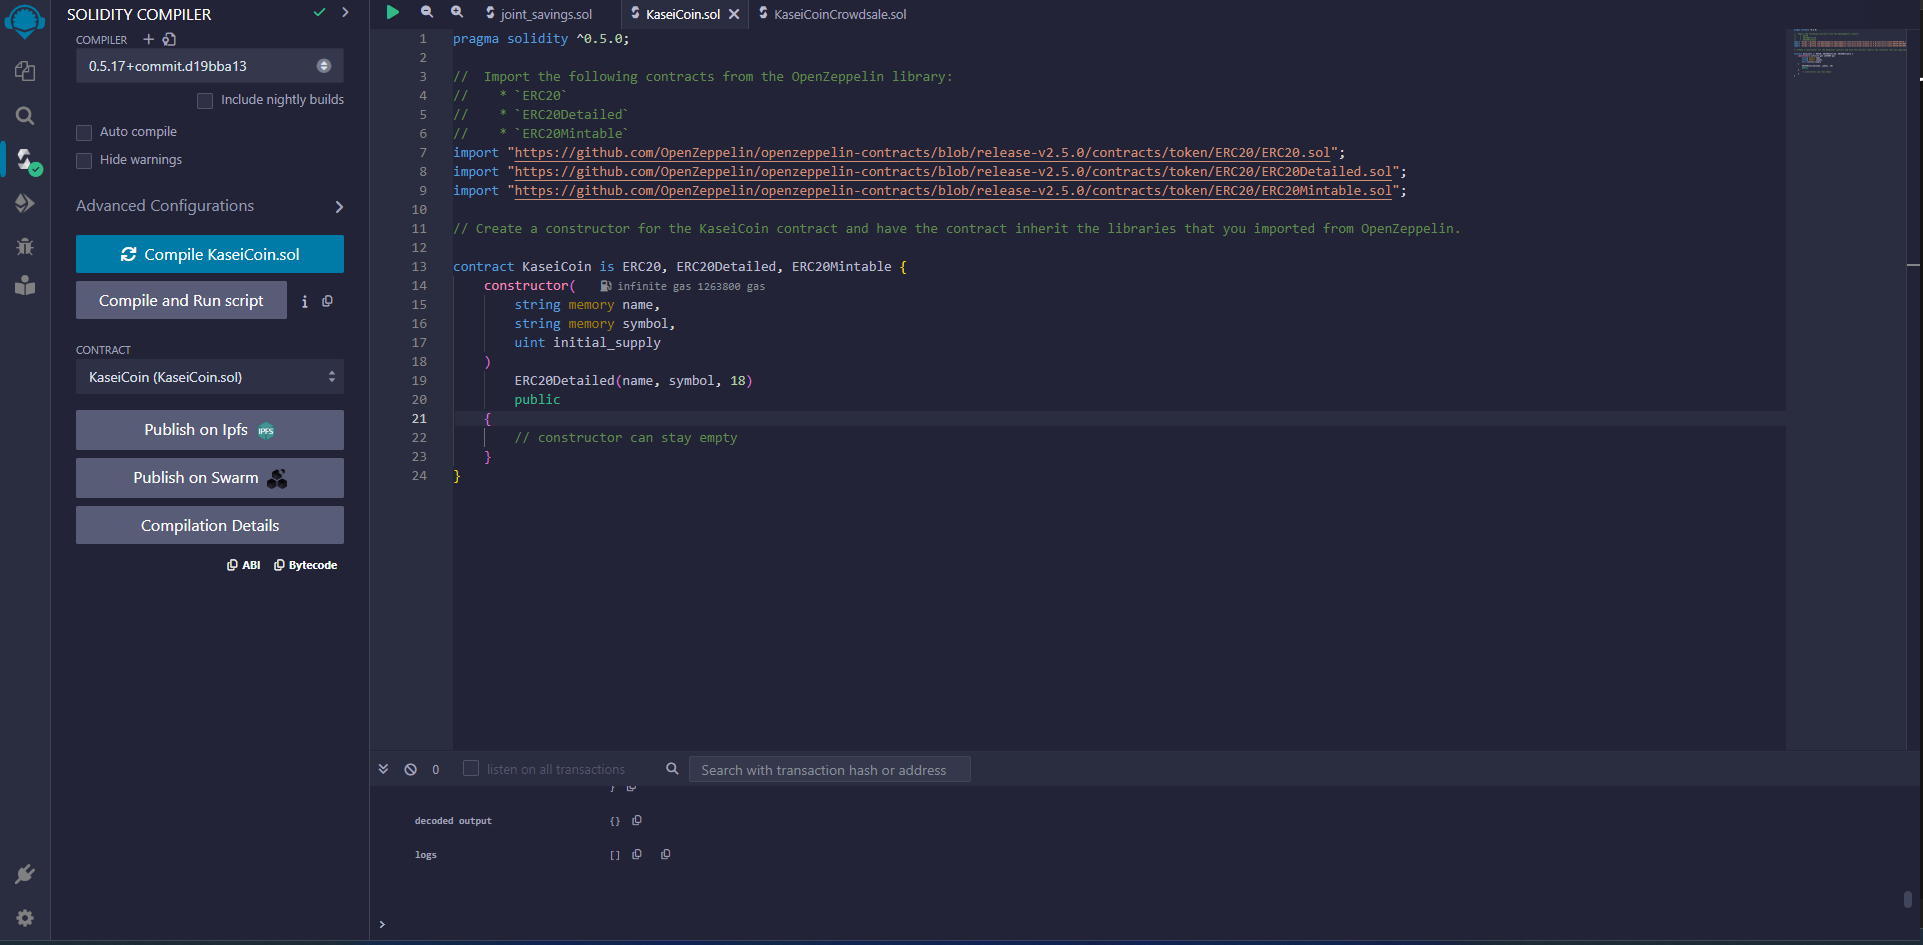 SOLIDITY COMPILER
COMPILER
0.5.17+commit.d19bba13
Include nightly builds
Auto compile
Hide warnings
Advanced Configurations
Compile KaseiCoin.sol
Compile and Run script
i
CONTRACT
KaseiCoin (KaseiCoin.sol)
Publish on Ipfs IPFS
Publish on Swarm
Compilation Details
ABI Bytecode
joint_savings.sol KaseiCoin.sol KaseiCoinCrowdsale.sol
1 pragma solidity ^0.5.0;
2
3 //  Import the following contracts from the OpenZeppelin library:
4 //    * `ERC20`
5 //    * `ERC20Detailed`
6 //    * `ERC20Mintable`
7 import "https://github.com/OpenZeppelin/openzeppelin-contracts/blob/release-v2.5.0/contracts/token/ERC20/ERC20.sol";
8 import "https://github.com/OpenZeppelin/openzeppelin-contracts/blob/release-v2.5.0/contracts/token/ERC20/ERC20Detailed.sol";
9 import "https://github.com/OpenZeppelin/openzeppelin-contracts/blob/release-v2.5.0/contracts/token/ERC20/ERC20Mintable.sol";
10
11 // Create a constructor for the KaseiCoin contract and have the contract inherit the libraries that you imported from OpenZeppelin.
12
13 contract KaseiCoin is ERC20, ERC20Detailed, ERC20Mintable {
14     constructor( infinite gas 1263800 gas
15         string memory name,
16         string memory symbol,
17         uint initial_supply
18     )
19         ERC20Detailed(name, symbol, 18)
20         public
21     {
22         // constructor can stay empty
23     }
24 }
0 listen on all transactions Search with transaction hash or address
}
decoded output {}
logs []
>